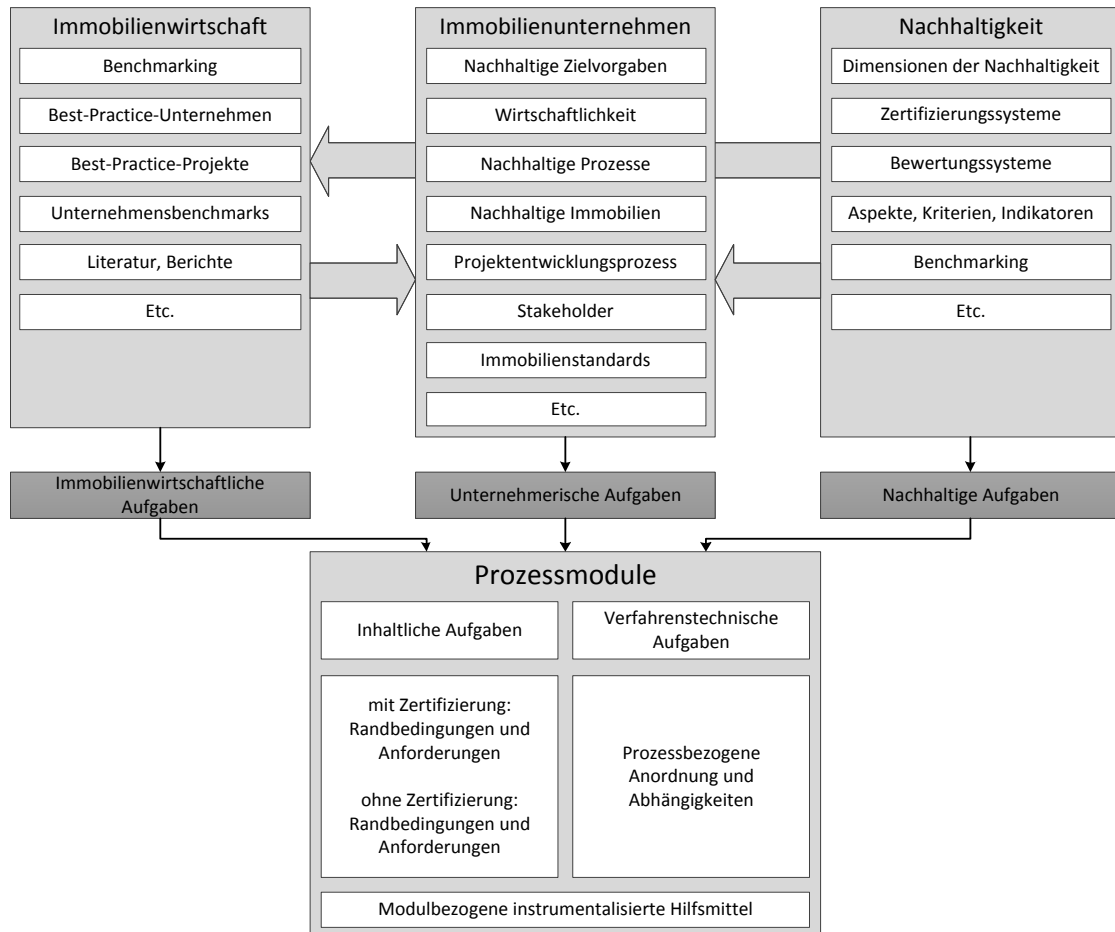 Immobilienwirtschaft
Benchmarking
Best-Practice-Unternehmen
Best-Practice-Projekte
Unternehmensbenchmarks
Literatur, Berichte
Etc.
Immobilienunternehmen
Nachhaltige Zielvorgaben
Wirtschaftlichkeit
Nachhaltige Prozesse
Nachhaltige Immobilien
Projektentwicklungsprozess
Stakeholder
Immobilienstandards
Etc.
Nachhaltigkeit
Dimensionen der Nachhaltigkeit
Zertifizierungssysteme
Bewertungssysteme
Aspekte, Kriterien, Indikatoren
Benchmarking
Etc.
Immobilienwirtschaftliche
Aufgaben
Unternehmerische Aufgaben
Nachhaltige Aufgaben
Prozessmodule
Inhaltliche Aufgaben
Verfahrenstechnische
Aufgaben
mit Zertifizierung:
Randbedingungen und
Anforderungen
ohne Zertifizierung:
Randbedingungen und
Anforderungen
Prozessbezogene
Anordnung und
Abhängigkeiten
Modulbezogene instrumentalisierte Hilfsmittel